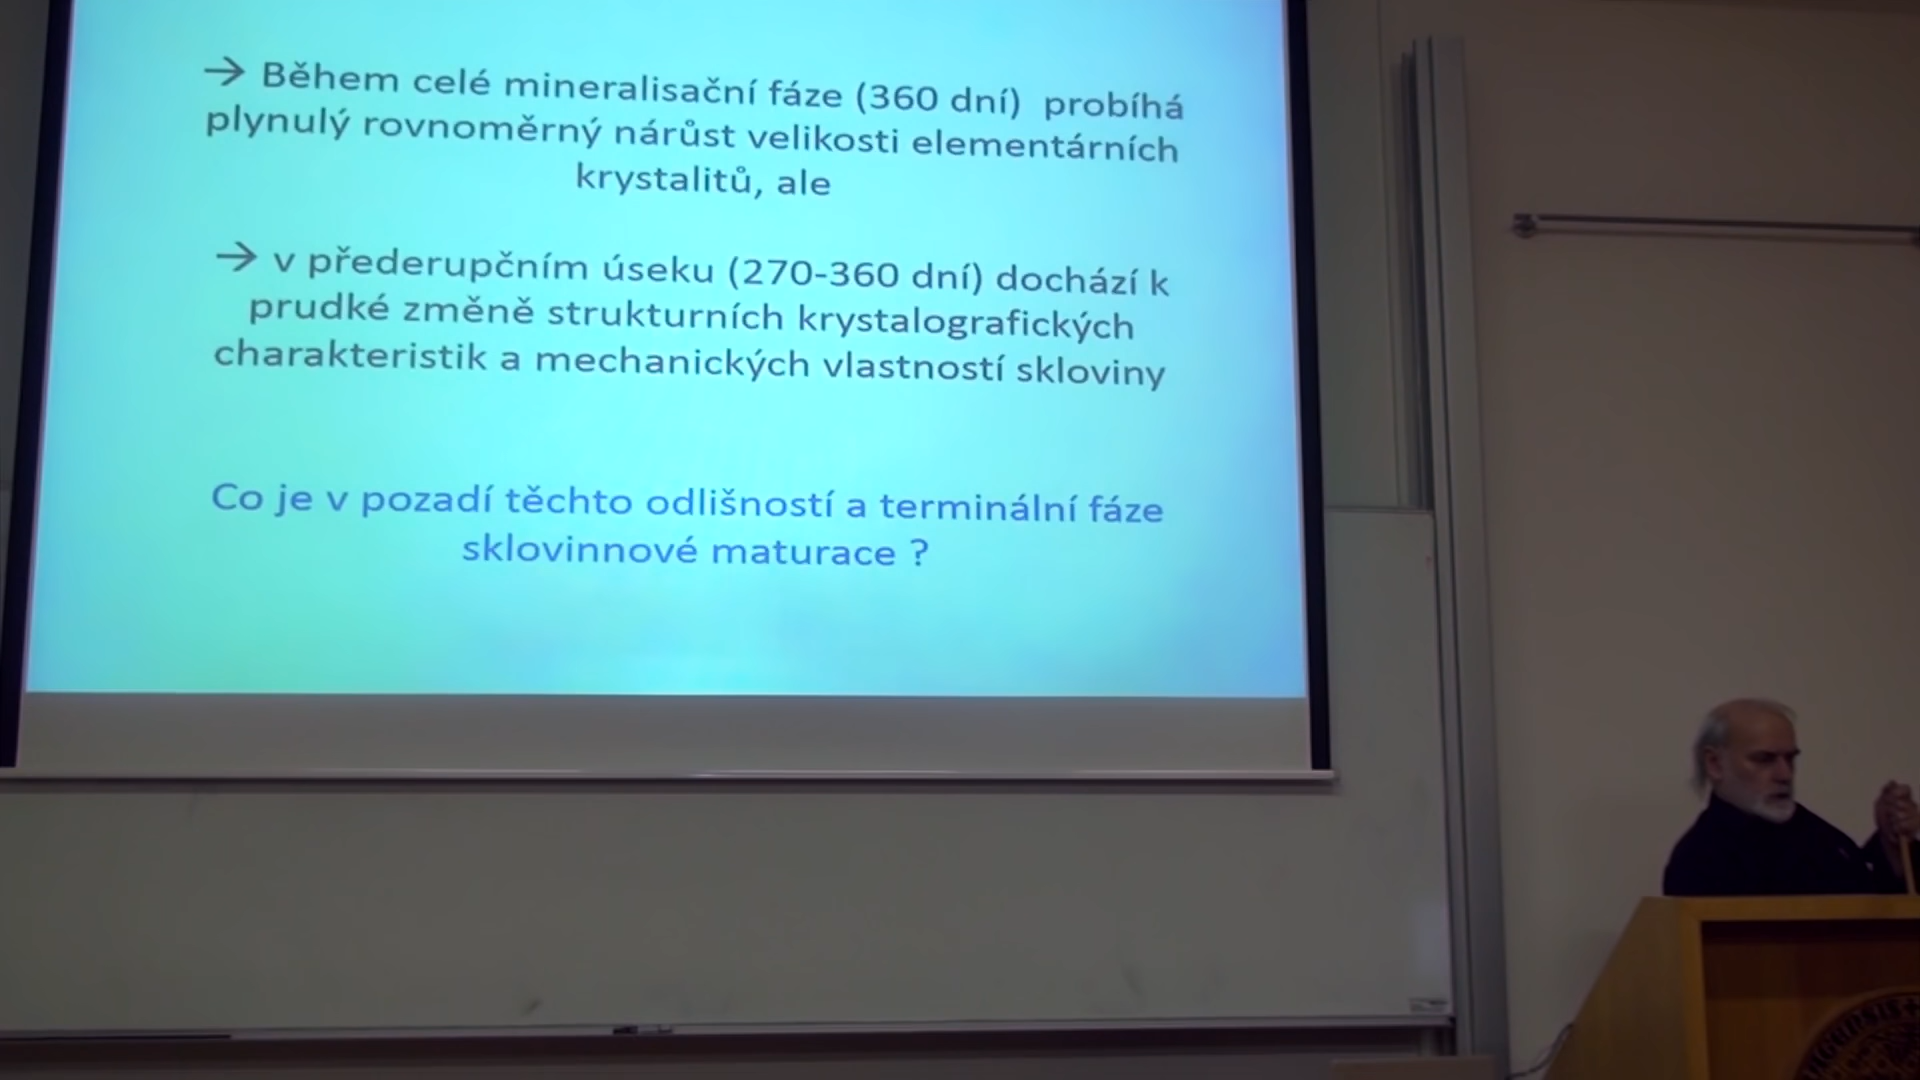 → Během celé mineralisační fáze (360 dní) probíhá
plynulý rovnoměrný nárůst velikosti elementárních
krystalitů, ale
→ v přederupčním úseku (270-360 dní) dochází k
prudké změně strukturních krystalografických
charakteristik a mechanických vlastností skloviny
Co je v pozadí těchto odlišností a terminální fáze
sklovinnové maturace ?